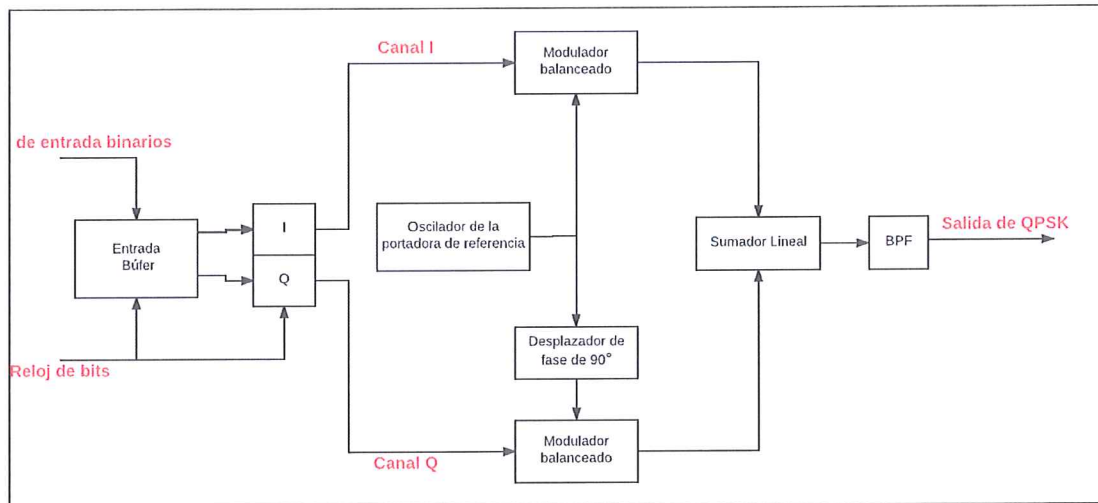 Canal I
Modulador
balanceado
de entrada binarios
Entrada
Búfer
I
Q
Oscilador de la
portadora de referencia
Sumador Lineal
BPF
Salida de QPSK
Desplazador de
fase de 90°
Reloj de bits
Canal Q
Modulador
balanceado